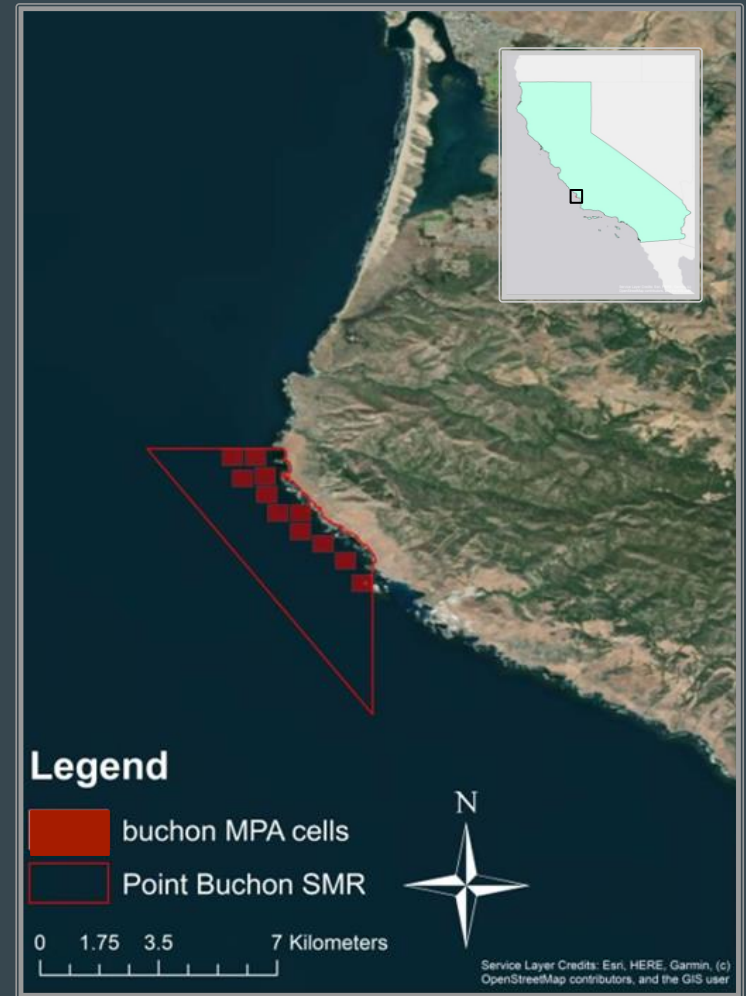 Legend
buchon MPA cells
Point Buchon SMR
N
0 1.75 3.5 7 Kilometers
Service Layer Credits: Esri, HERE, Garmin, (c)
OpenStreetMap contributors, and the GIS user